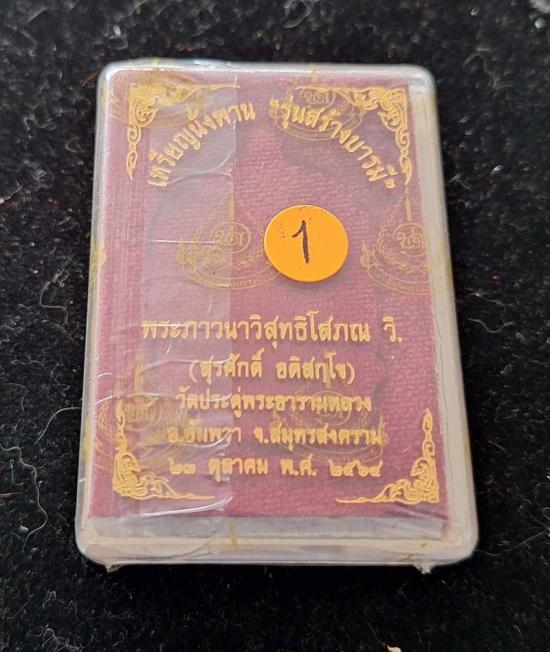 เหรียญนั่งพาน "รุ่นสร้างบารมี"
1
พระภาวนาวิสุทธิโสภณ วิ.
(สุรศักดิ์ อดิสกฺโข)
วัดประดู่พระอารามหลวง
อ.อัมพวา จ.สมุทรสงคราม
๒๓ ตุลาคม พ.ศ. ๒๕๖๔